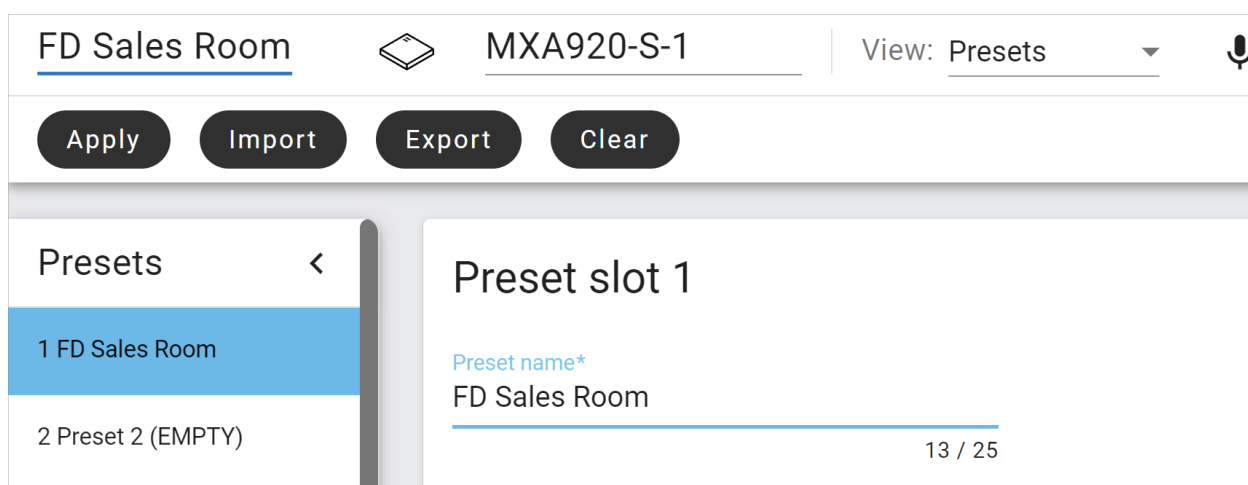 FD Sales Room MXA920-S-1 View: Presets
Apply Import Export Clear
Presets
Preset slot 1
1 FD Sales Room
Preset name*
FD Sales Room
2 Preset 2 (EMPTY)
13 / 25